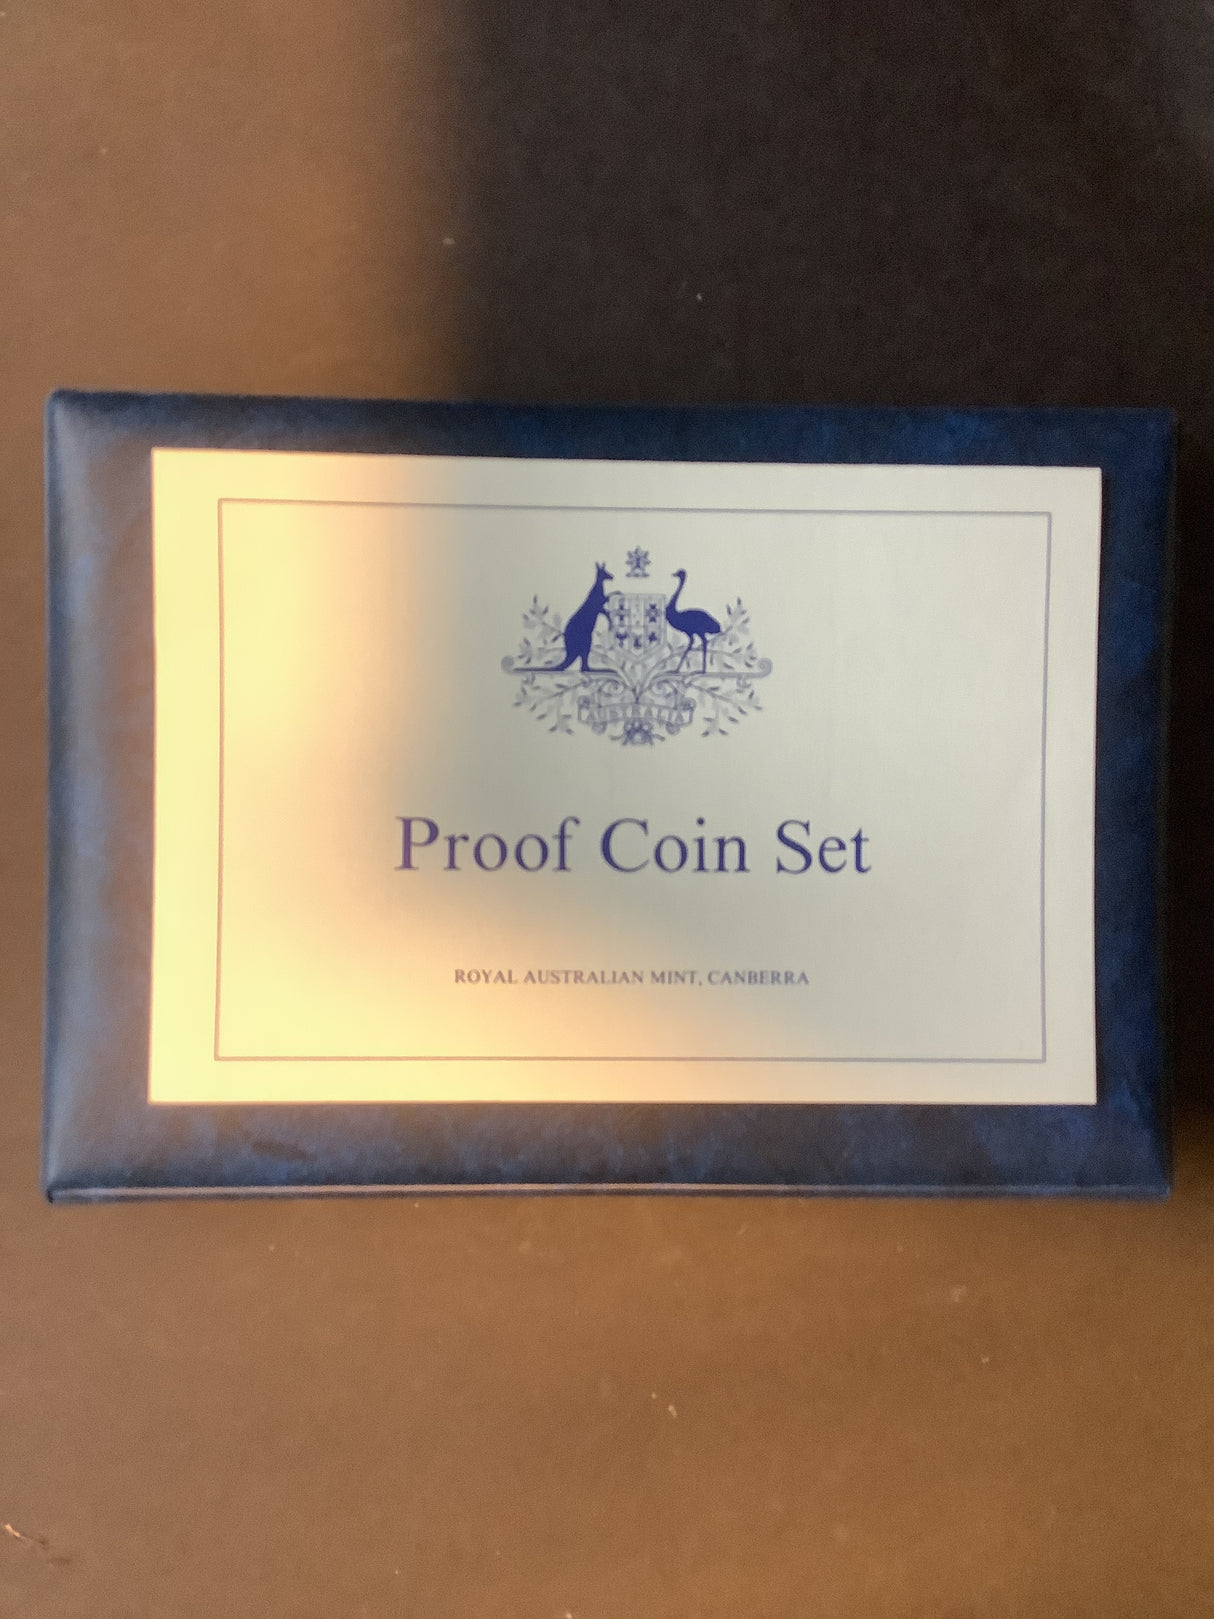 AUSTRALIA
Proof Coin Set
ROYAL AUSTRALIAN MINT, CANBERRA